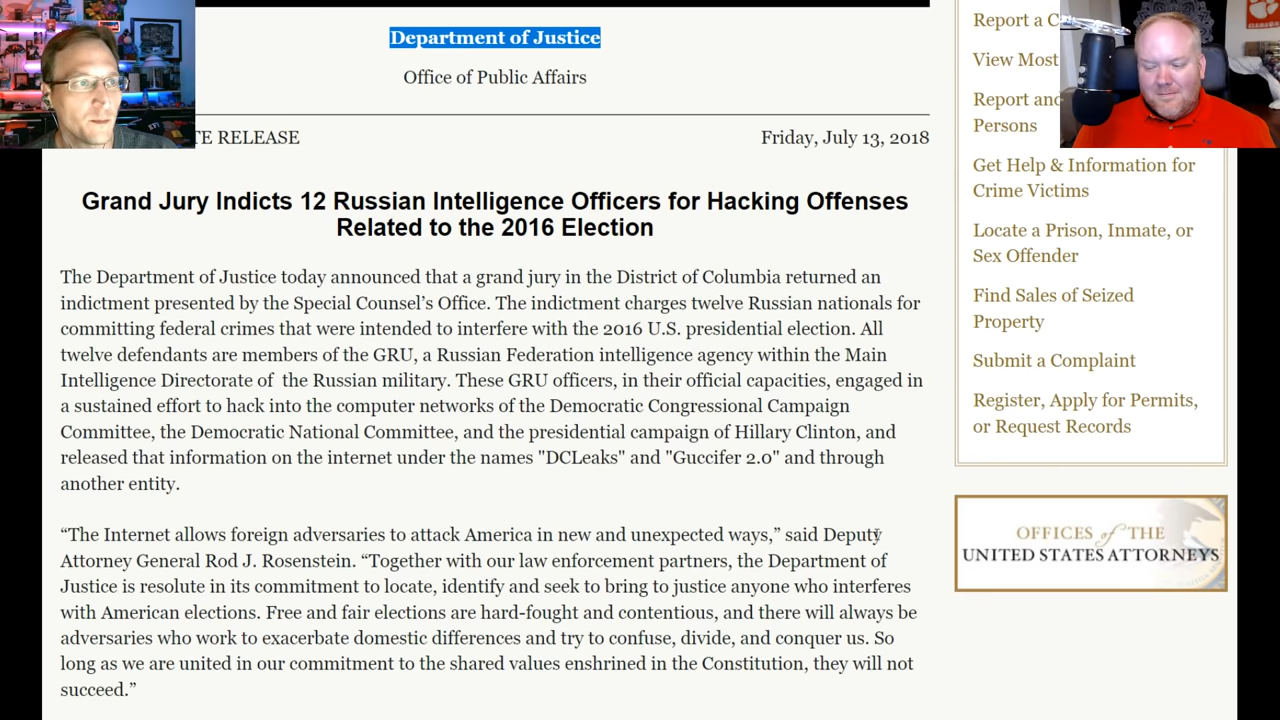 Department of Justice
Office of Public Affairs
RELEASE
Friday, July 13, 2018
Grand Jury Indicts 12 Russian Intelligence Officers for Hacking Offenses
Related to the 2016 Election
The Department of Justice today announced that a grand jury in the District of Columbia returned an
indictment presented by the Special Counsel’s Office. The indictment charges twelve Russian nationals for
committing federal crimes that were intended to interfere with the 2016 U.S. presidential election. All
twelve defendants are members of the GRU, a Russian Federation intelligence agency within the Main
Intelligence Directorate of  the Russian military. These GRU officers, in their official capacities, engaged in
a sustained effort to hack into the computer networks of the Democratic Congressional Campaign
Committee, the Democratic National Committee, and the presidential campaign of Hillary Clinton, and
released that information on the internet under the names "DCLeaks" and "Guccifer 2.0" and through
another entity.
“The Internet allows foreign adversaries to attack America in new and unexpected ways,” said Deputy
Attorney General Rod J. Rosenstein. “Together with our law enforcement partners, the Department of
Justice is resolute in its commitment to locate, identify and seek to bring to justice anyone who interferes
with American elections. Free and fair elections are hard-fought and contentious, and there will always be
adversaries who work to exacerbate domestic differences and try to confuse, divide, and conquer us. So
long as we are united in our commitment to the shared values enshrined in the Constitution, they will not
succeed.”
Report a
View Most
Report and
Persons
Get Help & Information for
Crime Victims
Locate a Prison, Inmate, or
Sex Offender
Find Sales of Seized
Property
Submit a Complaint
Register, Apply for Permits,
or Request Records
OFFICES of THE
UNITED STATES ATTORNEYS